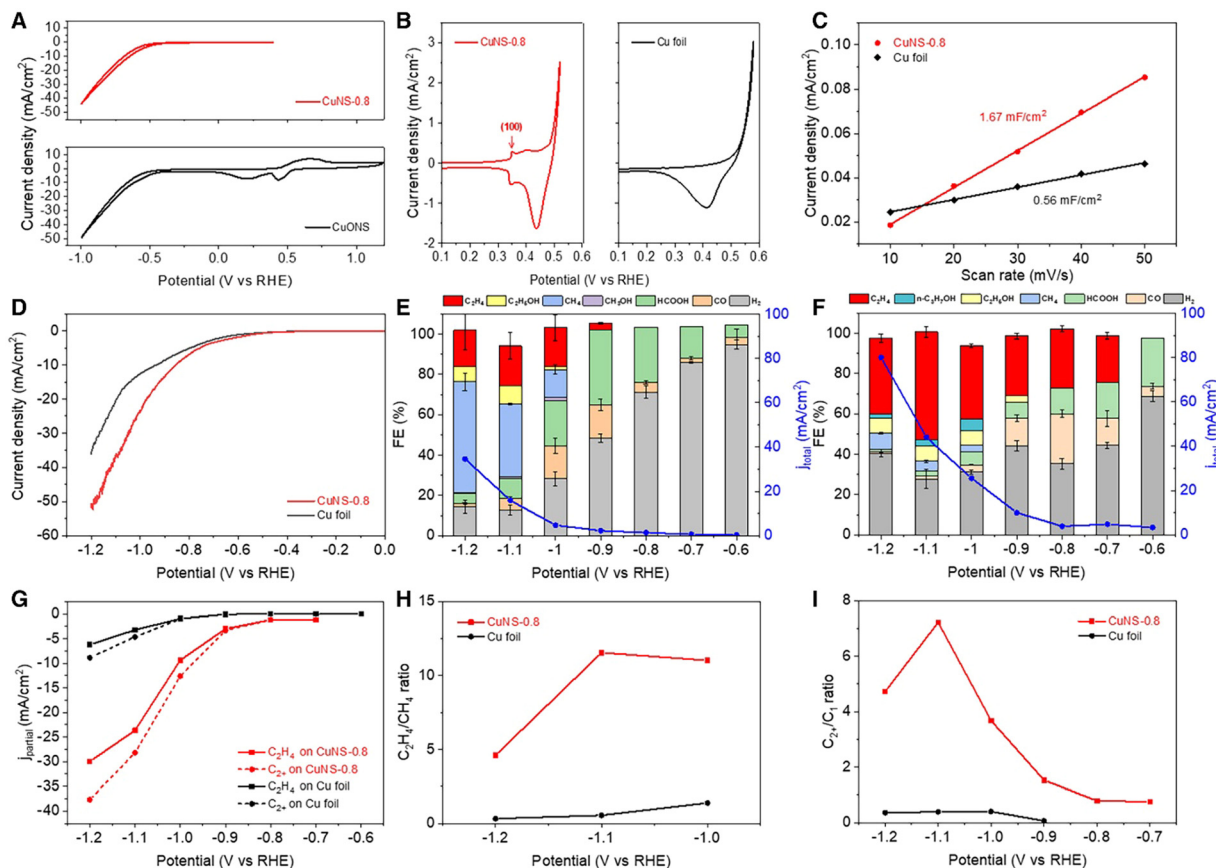 A
Current density (mA/cm²)
10
0
-10
-20
-30
-40
-50
CuNS-0.8
10
0
-10
-20
-30
-40
-50
CuONS
-1.0
-0.5
0.0
0.5
1.0
Potential (V vs RHE)
B
Current density (mA/cm²)
3
2
1
0
-1
-2
CuNS-0.8
(100)
0.1 0.2 0.3 0.4 0.5 0.6
Cu foil
0.1 0.2 0.3 0.4 0.5 0.6
Potential (V vs RHE)
C
Current density (mA/cm²)
0.10
0.08
0.06
0.04
0.02
CuNS-0.8
Cu foil
1.67 mF/cm²
0.56 mF/cm²
10 20 30 40 50
Scan rate (mV/s)
D
Current density (mA/cm²)
0
-10
-20
-30
-40
-50
-60
CuNS-0.8
Cu foil
-1.2 -1.0 -0.8 -0.6 -0.4 -0.2 0.0
Potential (V vs RHE)
E
C₂H₄ C₂H₅OH CH₄ CH₃OH HCOOH CO H₂
FE (%)
100
80
60
40
20
0
j_total (mA/cm²)
100
80
60
40
20
0
-1.2 -1.1 -1 -0.9 -0.8 -0.7 -0.6
Potential (V vs RHE)
F
C₂H₄ n-C₃H₇OH C₂H₅OH CH₄ HCOOH CO H₂
FE (%)
100
80
60
40
20
0
j_total (mA/cm²)
100
80
60
40
20
0
-1.2 -1.1 -1 -0.9 -0.8 -0.7 -0.6
Potential (V vs RHE)
G
j_partial (mA/cm²)
0
-5
-10
-15
-20
-25
-30
-35
-40
C₂H₄ on CuNS-0.8
C₂₊ on CuNS-0.8
C₂H₄ on Cu foil
C₂₊ on Cu foil
-1.2 -1.1 -1.0 -0.9 -0.8 -0.7 -0.6
Potential (V vs RHE)
H
C₂H₄/CH₄ ratio
15
10
5
0
CuNS-0.8
Cu foil
-1.2 -1.1 -1.0
Potential (V vs RHE)
I
C₂₊/C₁ ratio
8
6
4
2
0
CuNS-0.8
Cu foil
-1.2 -1.1 -1.0 -0.9 -0.8 -0.7
Potential (V vs RHE)